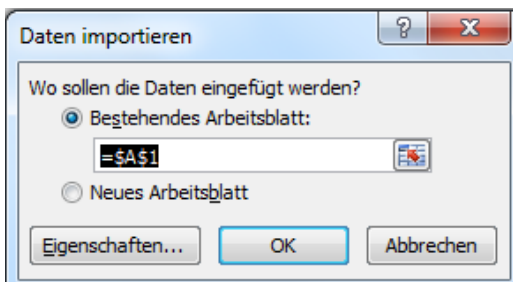 Daten importieren
Wo sollen die Daten eingefügt werden?
Bestehendes Arbeitsblatt:
=$A$1
Neues Arbeitsblatt
Eigenschaften... OK Abbrechen